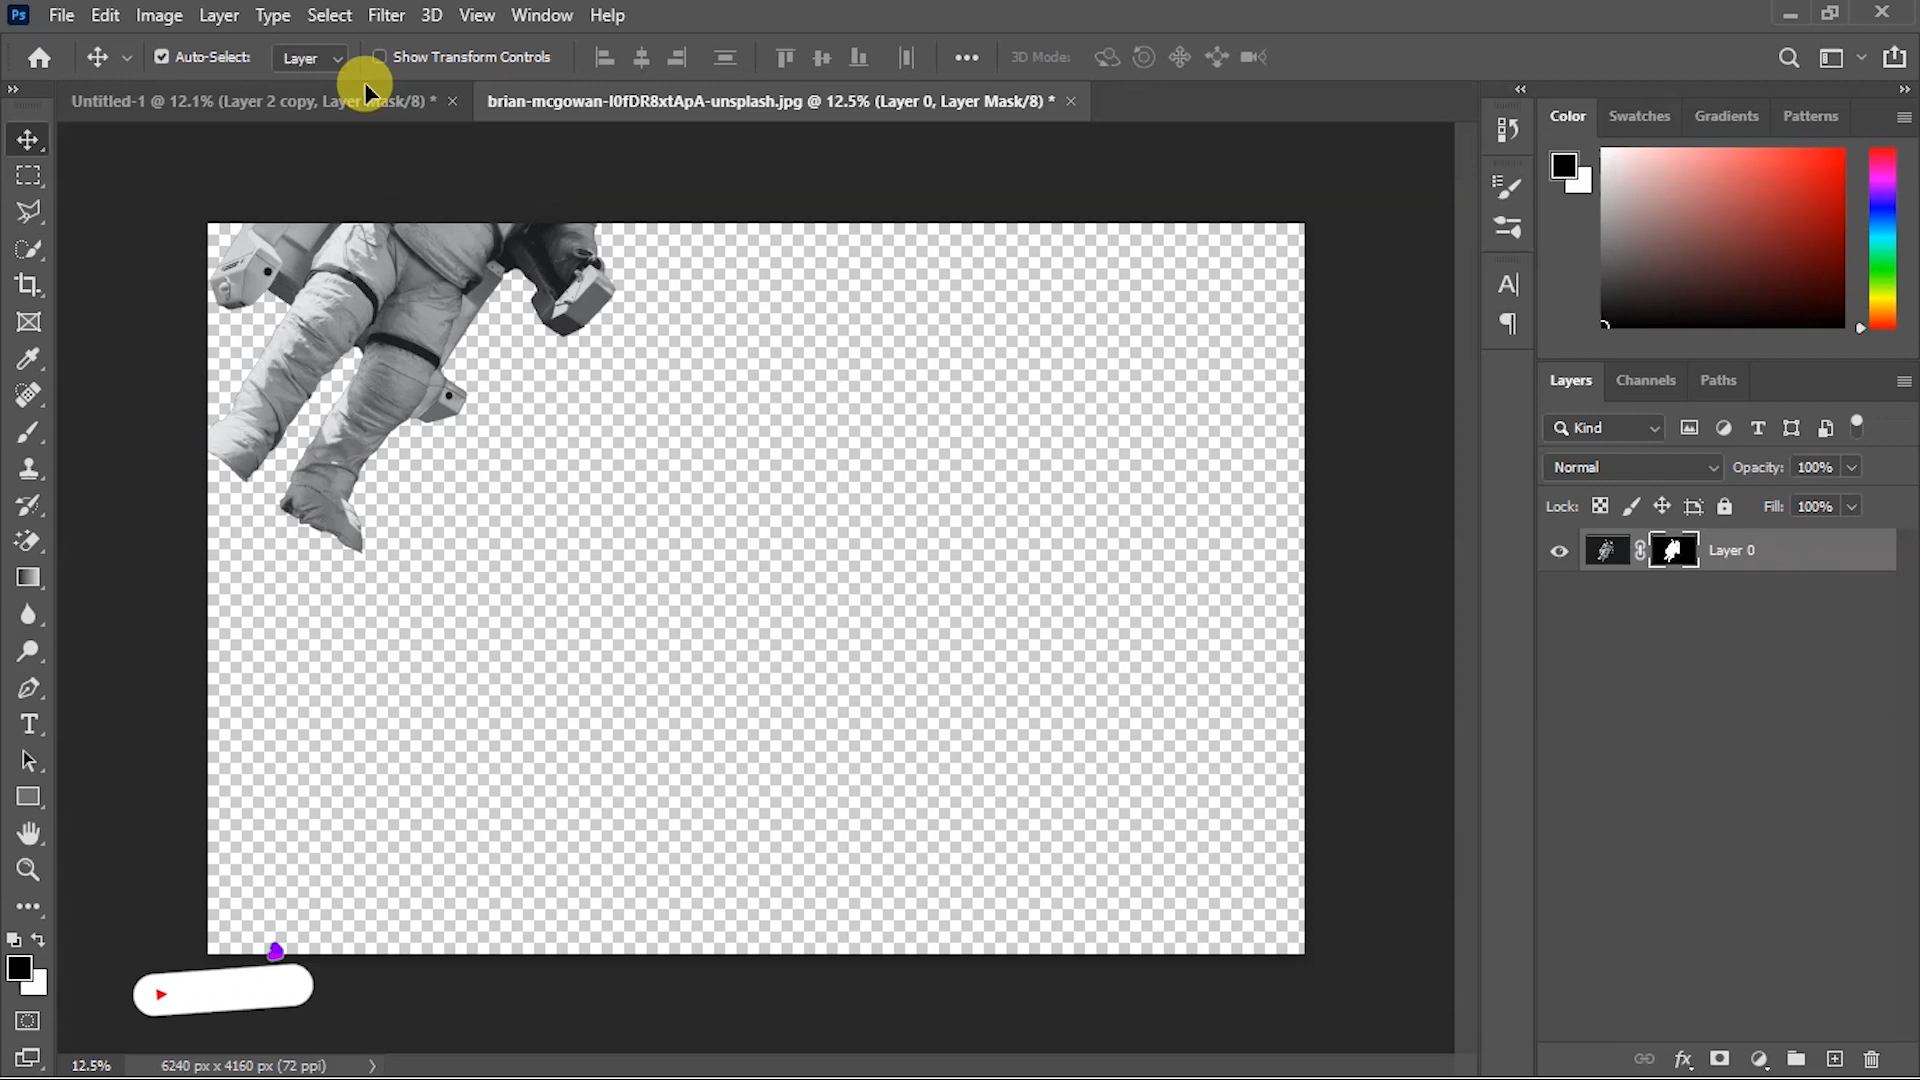 Ps File Edit Image Layer Type Select Filter 3D View Window Help
Auto-Select: Layer Show Transform Controls 3D Mode:
Untitled-1 @ 12.1% (Layer 2 copy, Layer Mask/8) * brian-mcgowan-I0fDR8xtApA-unsplash.jpg @ 12.5% (Layer 0, Layer Mask/8) *
Color Swatches Gradients Patterns
Layers Channels Paths
Kind
Normal Opacity: 100%
Lock: Fill: 100%
Layer 0
12.5% 6240 px x 4160 px (72 ppi)